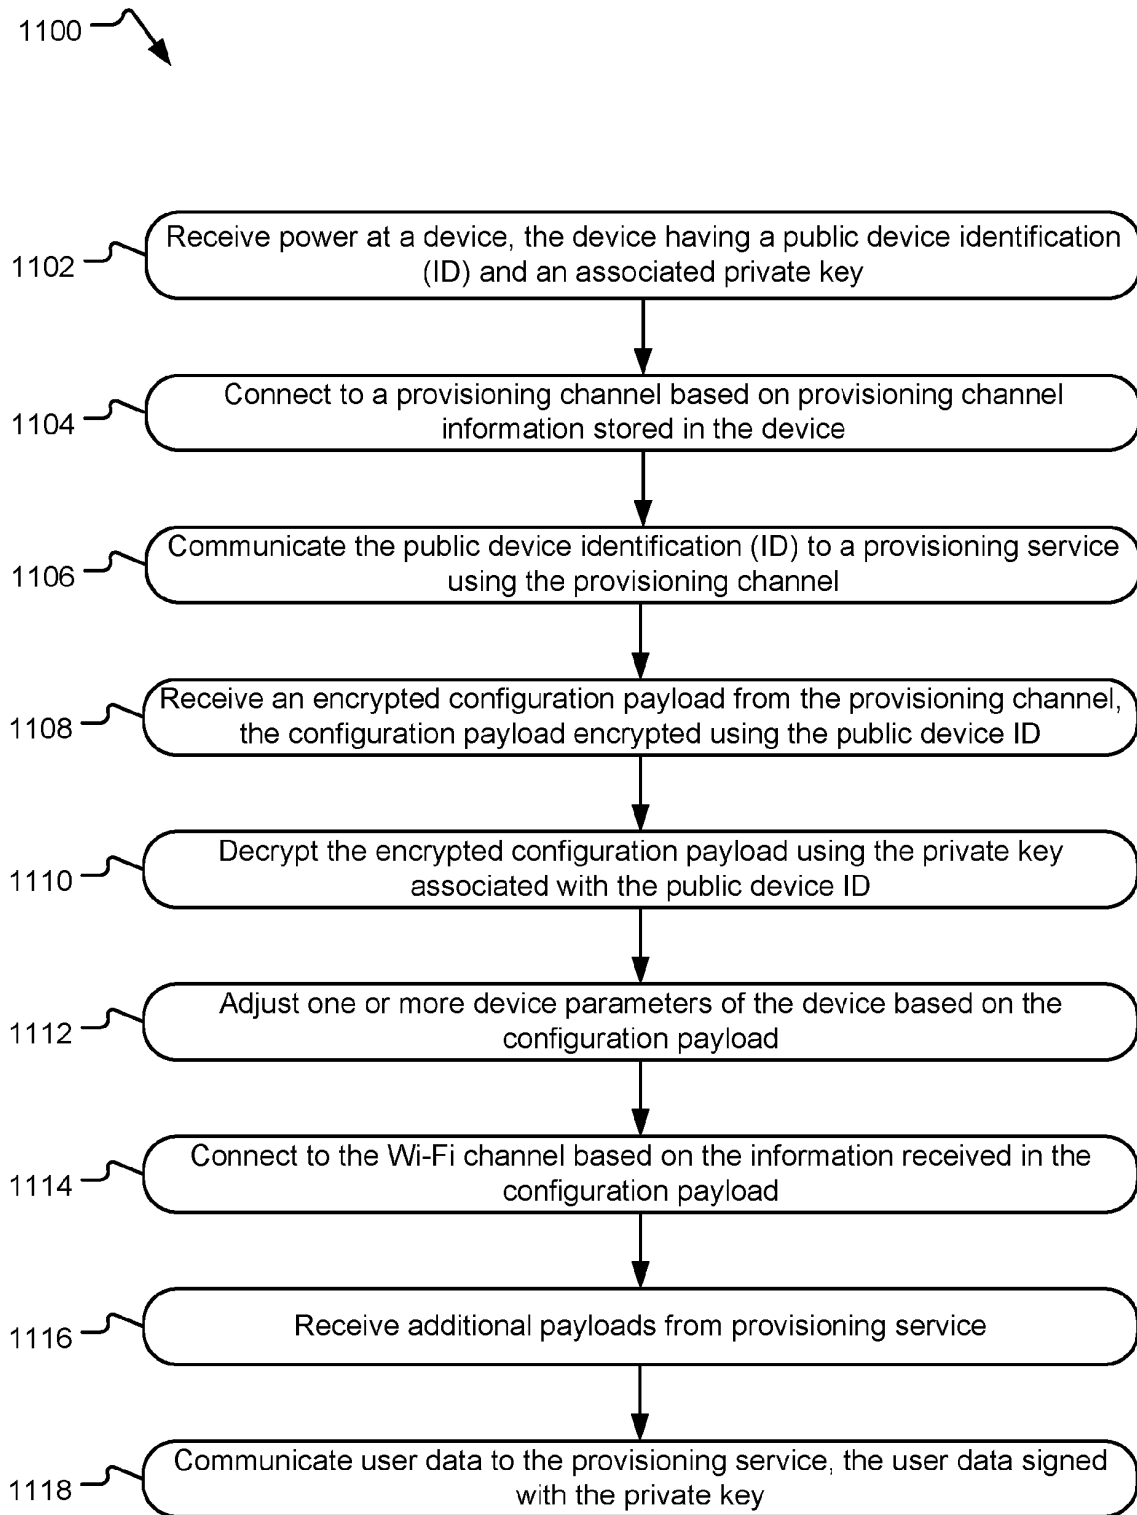 1100
1102
Receive power at a device, the device having a public device identification
(ID) and an associated private key
1104
Connect to a provisioning channel based on provisioning channel
information stored in the device
1106
Communicate the public device identification (ID) to a provisioning service
using the provisioning channel
1108
Receive an encrypted configuration payload from the provisioning channel,
the configuration payload encrypted using the public device ID
1110
Decrypt the encrypted configuration payload using the private key
associated with the public device ID
1112
Adjust one or more device parameters of the device based on the
configuration payload
1114
Connect to the Wi-Fi channel based on the information received in the
configuration payload
1116
Receive additional payloads from provisioning service
1118
Communicate user data to the provisioning service, the user data signed
with the private key